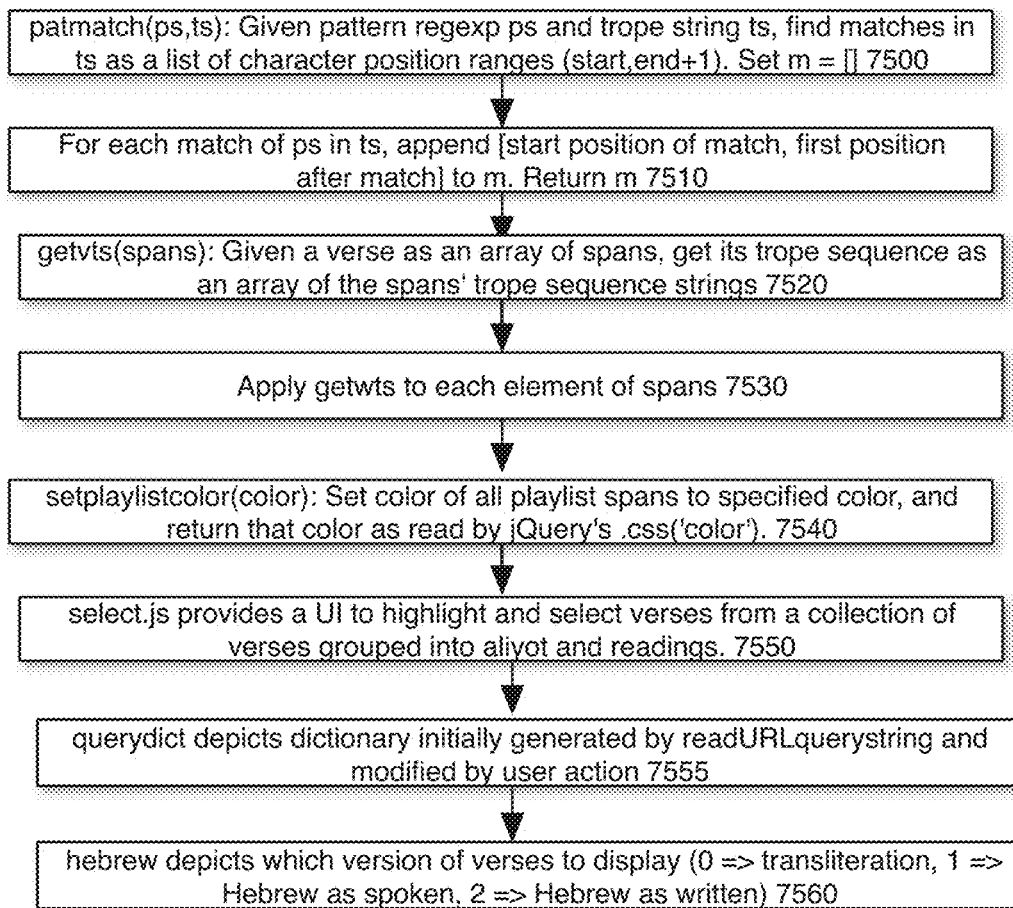 patmatch(ps,ts): Given pattern regexp ps and trope string ts, find matches in
ts as a list of character position ranges (start,end+1). Set m = [] 7500
For each match of ps in ts, append [start position of match, first position
after match] to m. Return m 7510
getvts(spans): Given a verse as an array of spans, get its trope sequence as
an array of the spans' trope sequence strings 7520
Apply getwts to each element of spans 7530
setplaylistcolor(color): Set color of all playlist spans to specified color, and
return that color as read by jQuery's .css('color'). 7540
select.js provides a UI to highlight and select verses from a collection of
verses grouped into aliyot and readings. 7550
querydict depicts dictionary initially generated by readURLquerystring and
modified by user action 7555
hebrew depicts which version of verses to display (0 => transliteration, 1 =>
Hebrew as spoken, 2 => Hebrew as written) 7560